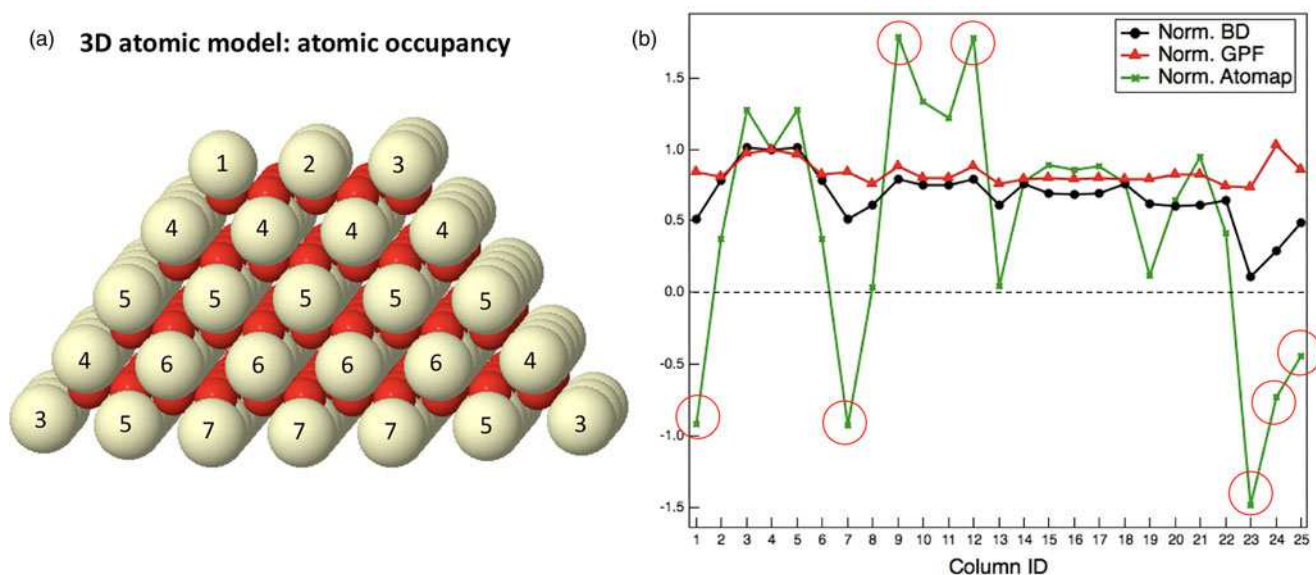 (a) 3D atomic model: atomic occupancy
1 2 3
4 4 4 4
5 5 5 5 5
4 6 6 6 4
3 5 7 7 7 5 3
(b)
Norm. BD
Norm. GPF
Norm. Atomap
1.5
1.0
0.5
0.0
-0.5
-1.0
-1.5
1 2 3 4 5 6 7 8 9 10 11 12 13 14 15 16 17 18 19 20 21 22 23 24 25
Column ID